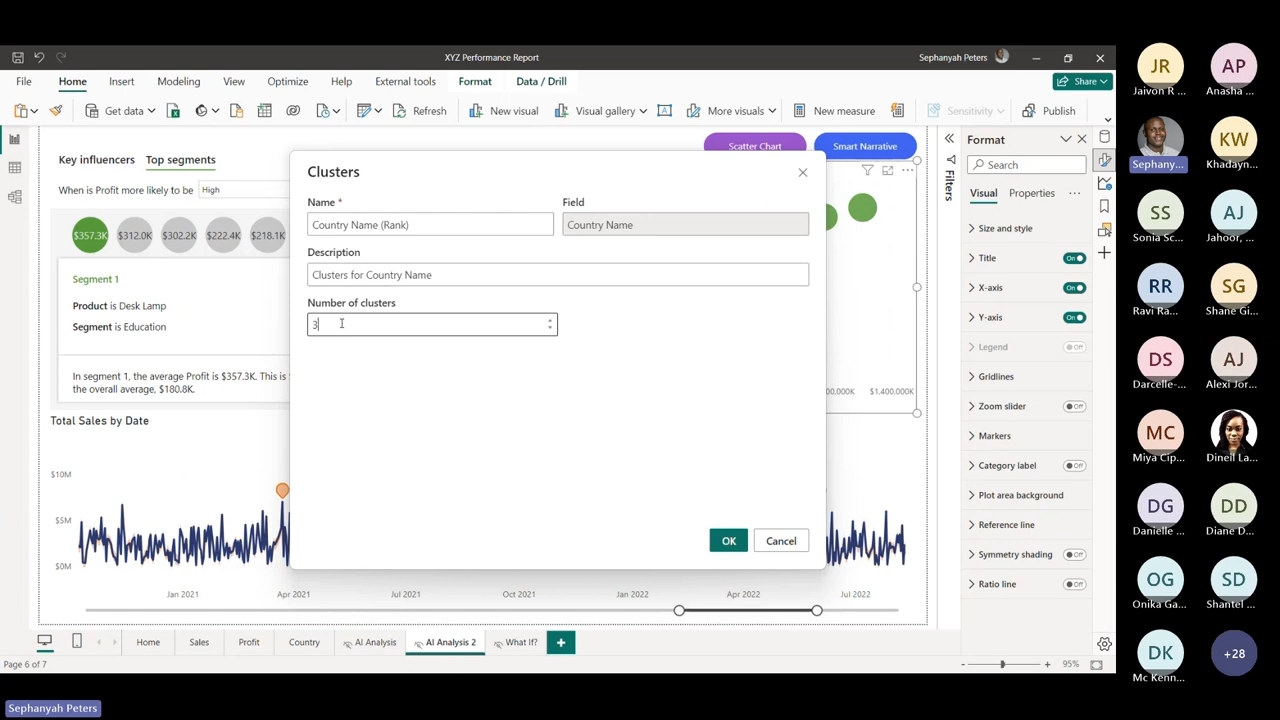 XYZ Performance Report
Sephanyah Peters
File Home Insert Modeling View Optimize Help External tools Format Data / Drill
Share
Get data
Refresh
New visual
Visual gallery
More visuals
New measure
Sensitivity
Publish
Key influencers Top segments
When is Profit more likely to be High
$357.3K $312.0K $302.2K $222.4K $218.1K
Segment 1
Product is Desk Lamp
Segment is Education
In segment 1, the average Profit is $357.3K. This is
the overall average, $180.8K.
Scatter Chart
Smart Narrative
Clusters
Name *
Field
Country Name (Rank)
Country Name
Description
Clusters for Country Name
Number of clusters
3
OK
Cancel
00,000K $1,400,000K
Total Sales by Date
$10M
$5M
$0M
Jan 2021 Apr 2021 Jul 2021 Oct 2021 Jan 2022 Apr 2022 Jul 2022
Filters
Format
Search
Visual
Properties
Size and style
Title On
X-axis On
Y-axis On
Legend Off
Gridlines
Zoom slider Off
Markers
Category label Off
Plot area background
Reference line
Symmetry shading Off
Ratio line Off
Home Sales Profit Country AI Analysis AI Analysis 2 What If?
Page 6 of 7
95%
JR
Jaivon R ...
AP
Anasha ...
Sephany...
KW
Khadayn...
SS
Sonia Sc...
AJ
Jahoor, ...
RR
Ravi Ra...
SG
Shane Gi...
DS
Darcelle-...
AJ
Alexi Jor...
MC
Miya Cip...
Dinell La...
DG
Danielle ...
DD
Diane D...
OG
Onika Ga...
SD
Shantel ...
DK
Mc Kenn...
+28
Sephanyah Peters